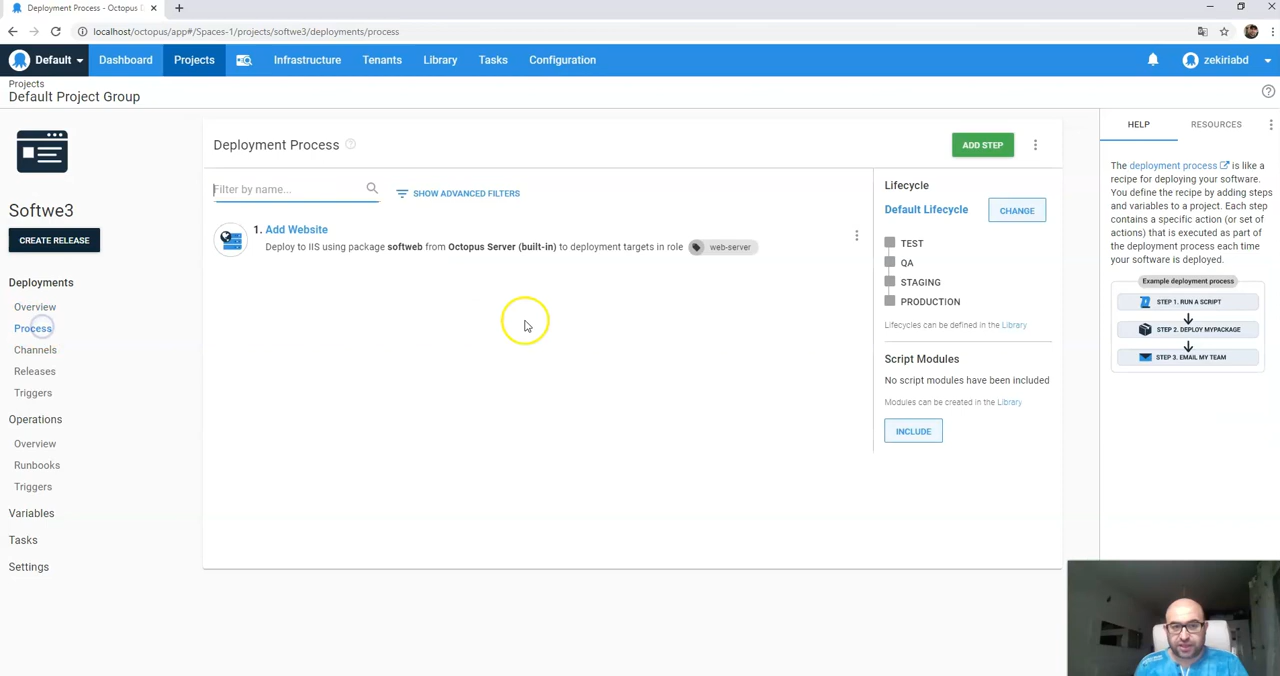 Deployment Process - Octopus D
localhost/octopus/app#/Spaces-1/projects/softwe3/deployments/process
Default
Dashboard
Projects
Infrastructure
Tenants
Library
Tasks
Configuration
zekiriabd
Projects
Default Project Group
Softwe3
CREATE RELEASE
Deployments
Overview
Process
Channels
Releases
Triggers
Operations
Overview
Runbooks
Triggers
Variables
Tasks
Settings
Deployment Process
ADD STEP
Filter by name...
SHOW ADVANCED FILTERS
1. Add Website
Deploy to IIS using package softweb from Octopus Server (built-in) to deployment targets in role web-server
Lifecycle
Default Lifecycle
CHANGE
TEST
QA
STAGING
PRODUCTION
Lifecycles can be defined in the Library
Script Modules
No script modules have been included
Modules can be created in the Library
INCLUDE
HELP
RESOURCES
The deployment process is like a
recipe for deploying your software.
You define the recipe by adding steps
and variables to a project. Each step
contains a specific action (or set of
actions) that is executed as part of
the deployment process each time
your software is deployed.
Example deployment process
STEP 1. RUN A SCRIPT
STEP 2. DEPLOY MYPACKAGE
STEP 3. EMAIL MY TEAM